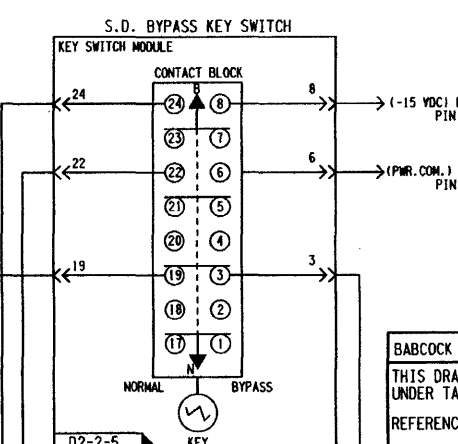 S.D. BYPASS KEY SWITCH
KEY SWITCH MODULE
CONTACT BLOCK
B
24 24 8 8 (-15 VDC)
PIN
23 7
22 22 6 6 (PWR.COM.)
PIN
21 5
20 4
19 19 3 3
18 2
17 1
N
NORMAL BYPASS
KEY
D2-2-5
BABCOCK
THIS DRA
UNDER TA
REFERENC